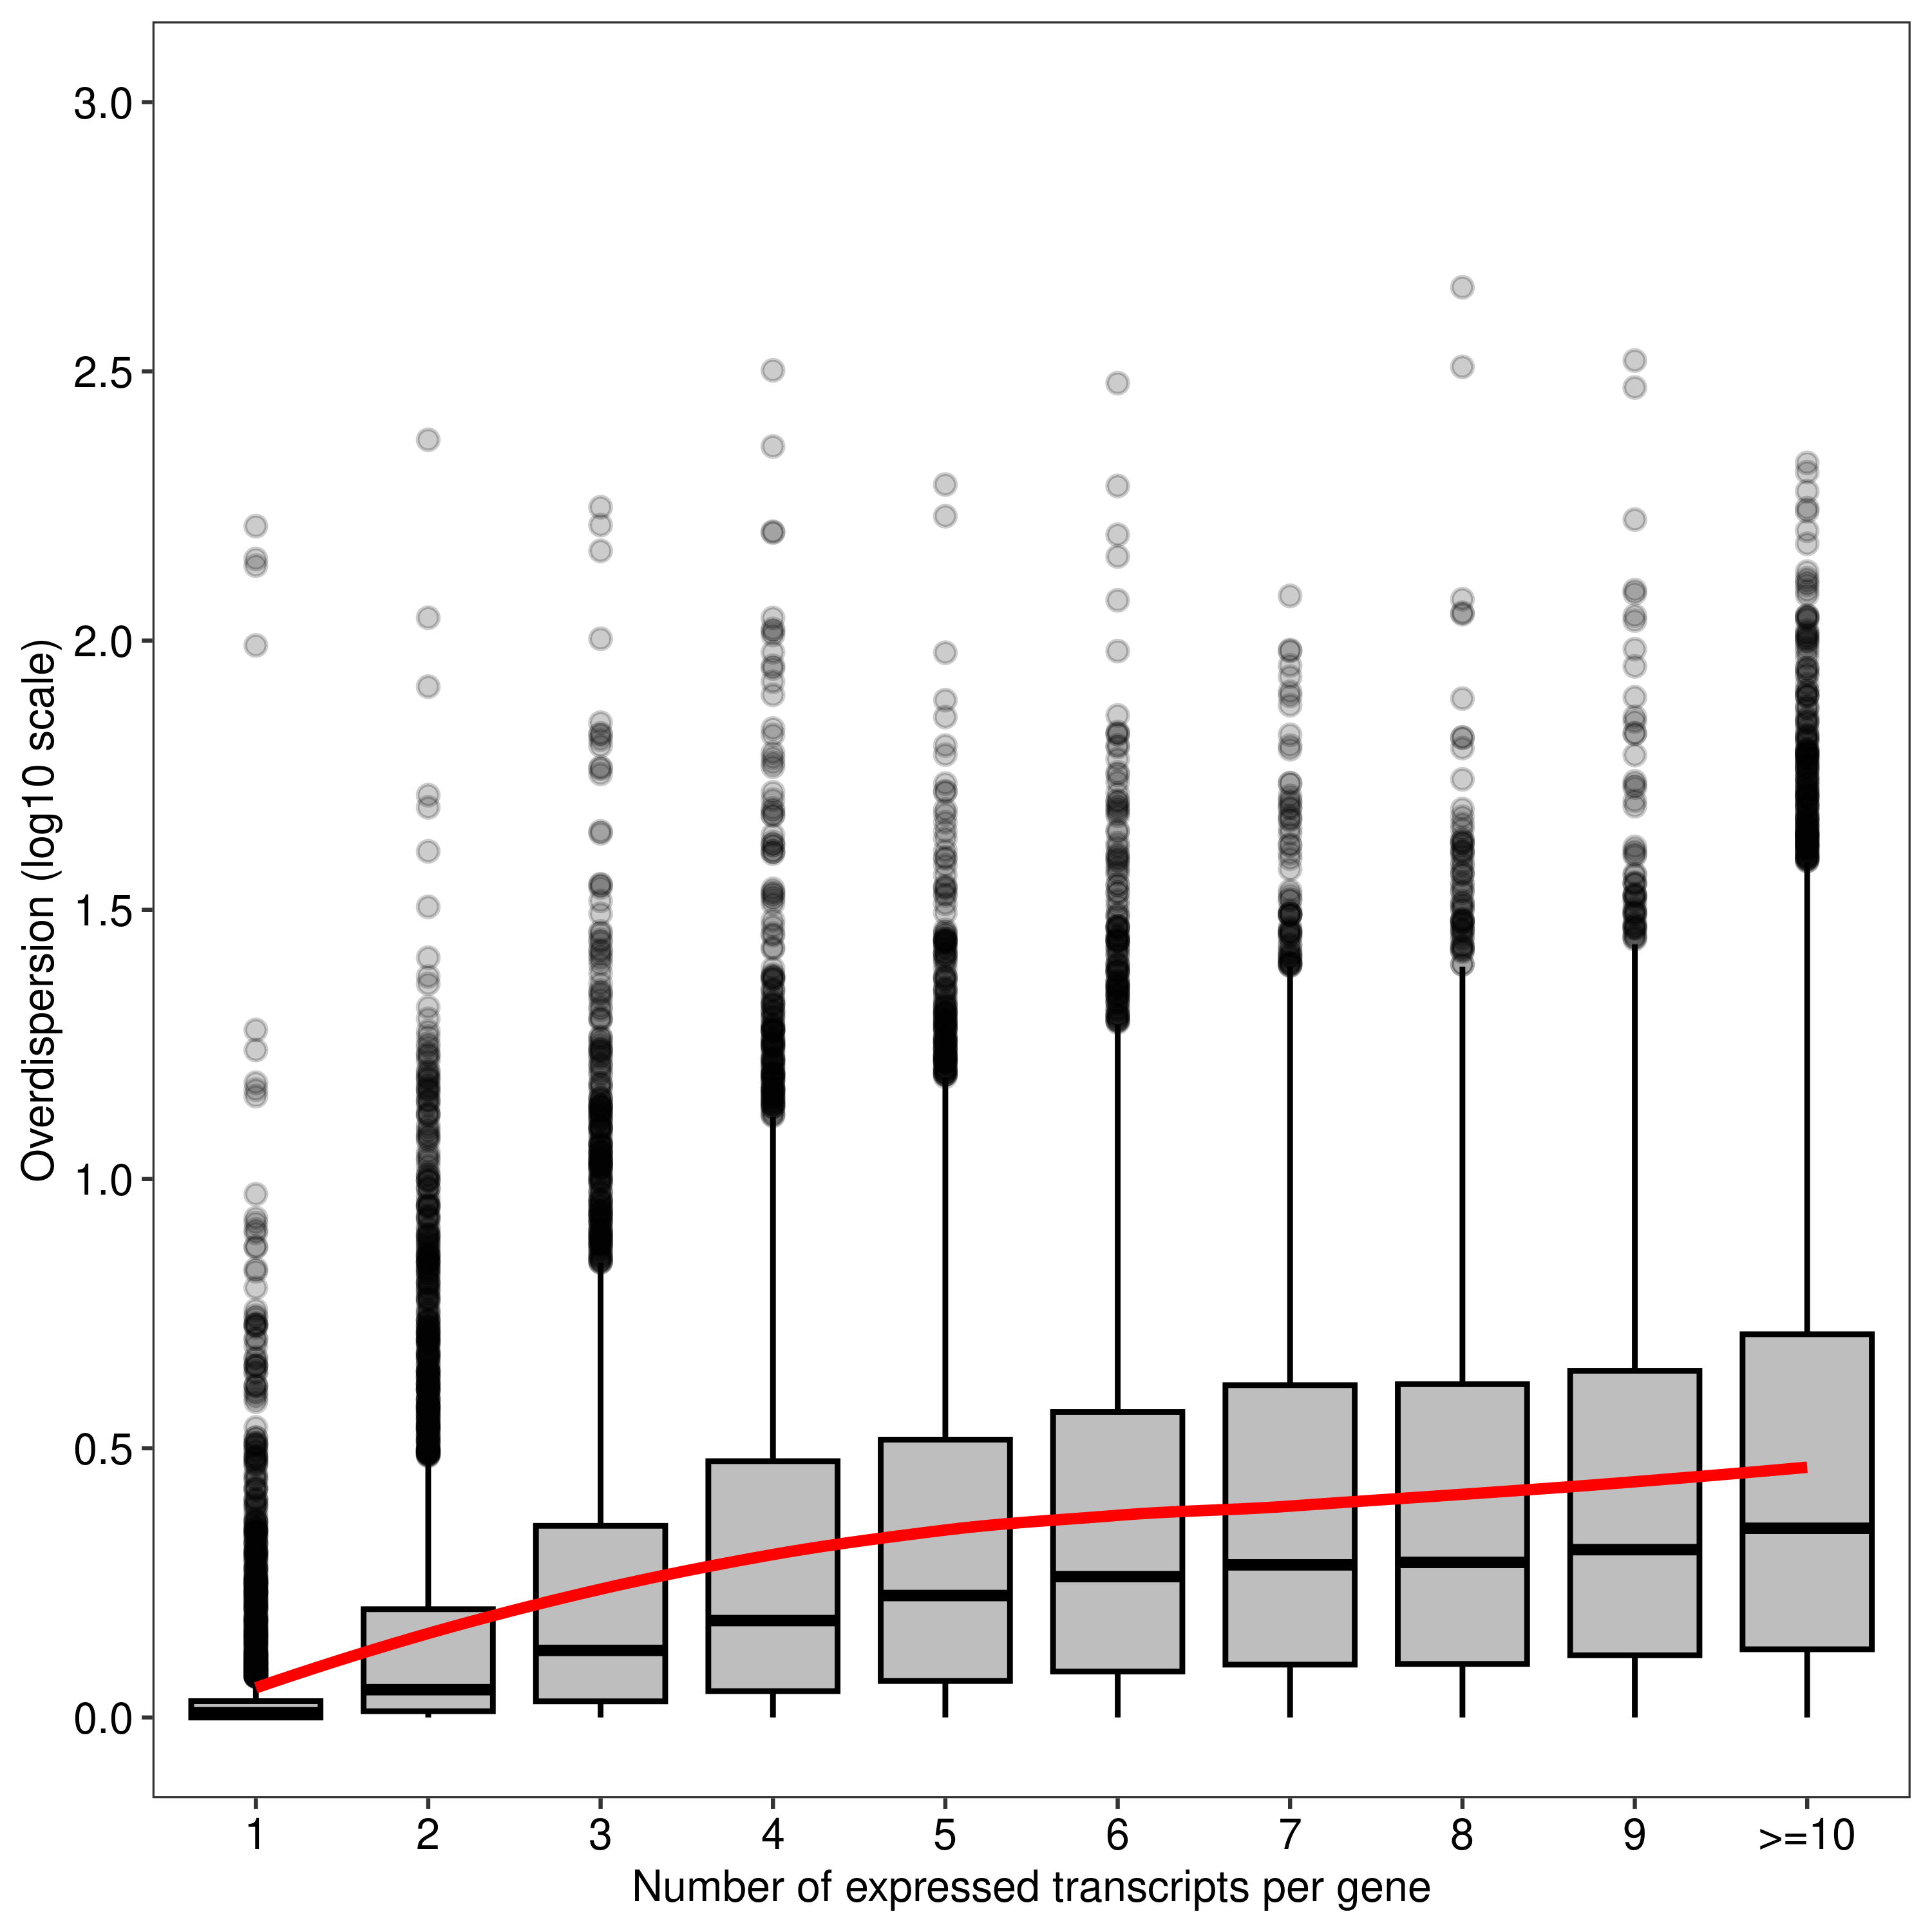 Overdispersion (log10 scale)
3.0
2.5
2.0
1.5
1.0
0.5
0.0
1 2 3 4 5 6 7 8 9 >=10
Number of expressed transcripts per gene